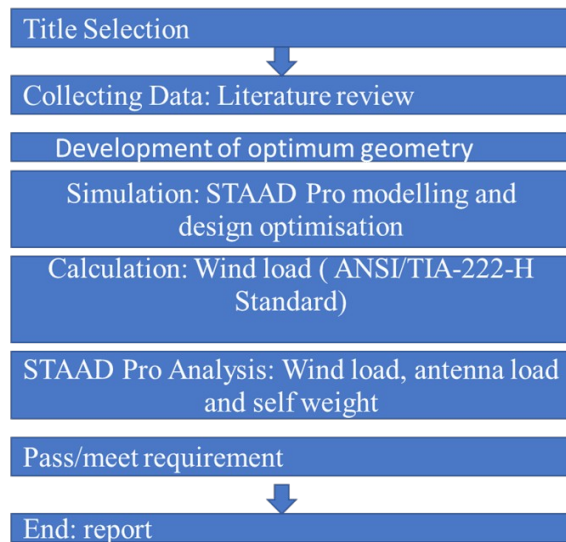 Title Selection
Collecting Data: Literature review
Development of optimum geometry
Simulation: STAAD Pro modelling and
design optimisation
Calculation: Wind load ( ANSI/TIA-222-H
Standard)
STAAD Pro Analysis: Wind load, antenna load
and self weight
Pass/meet requirement
End: report